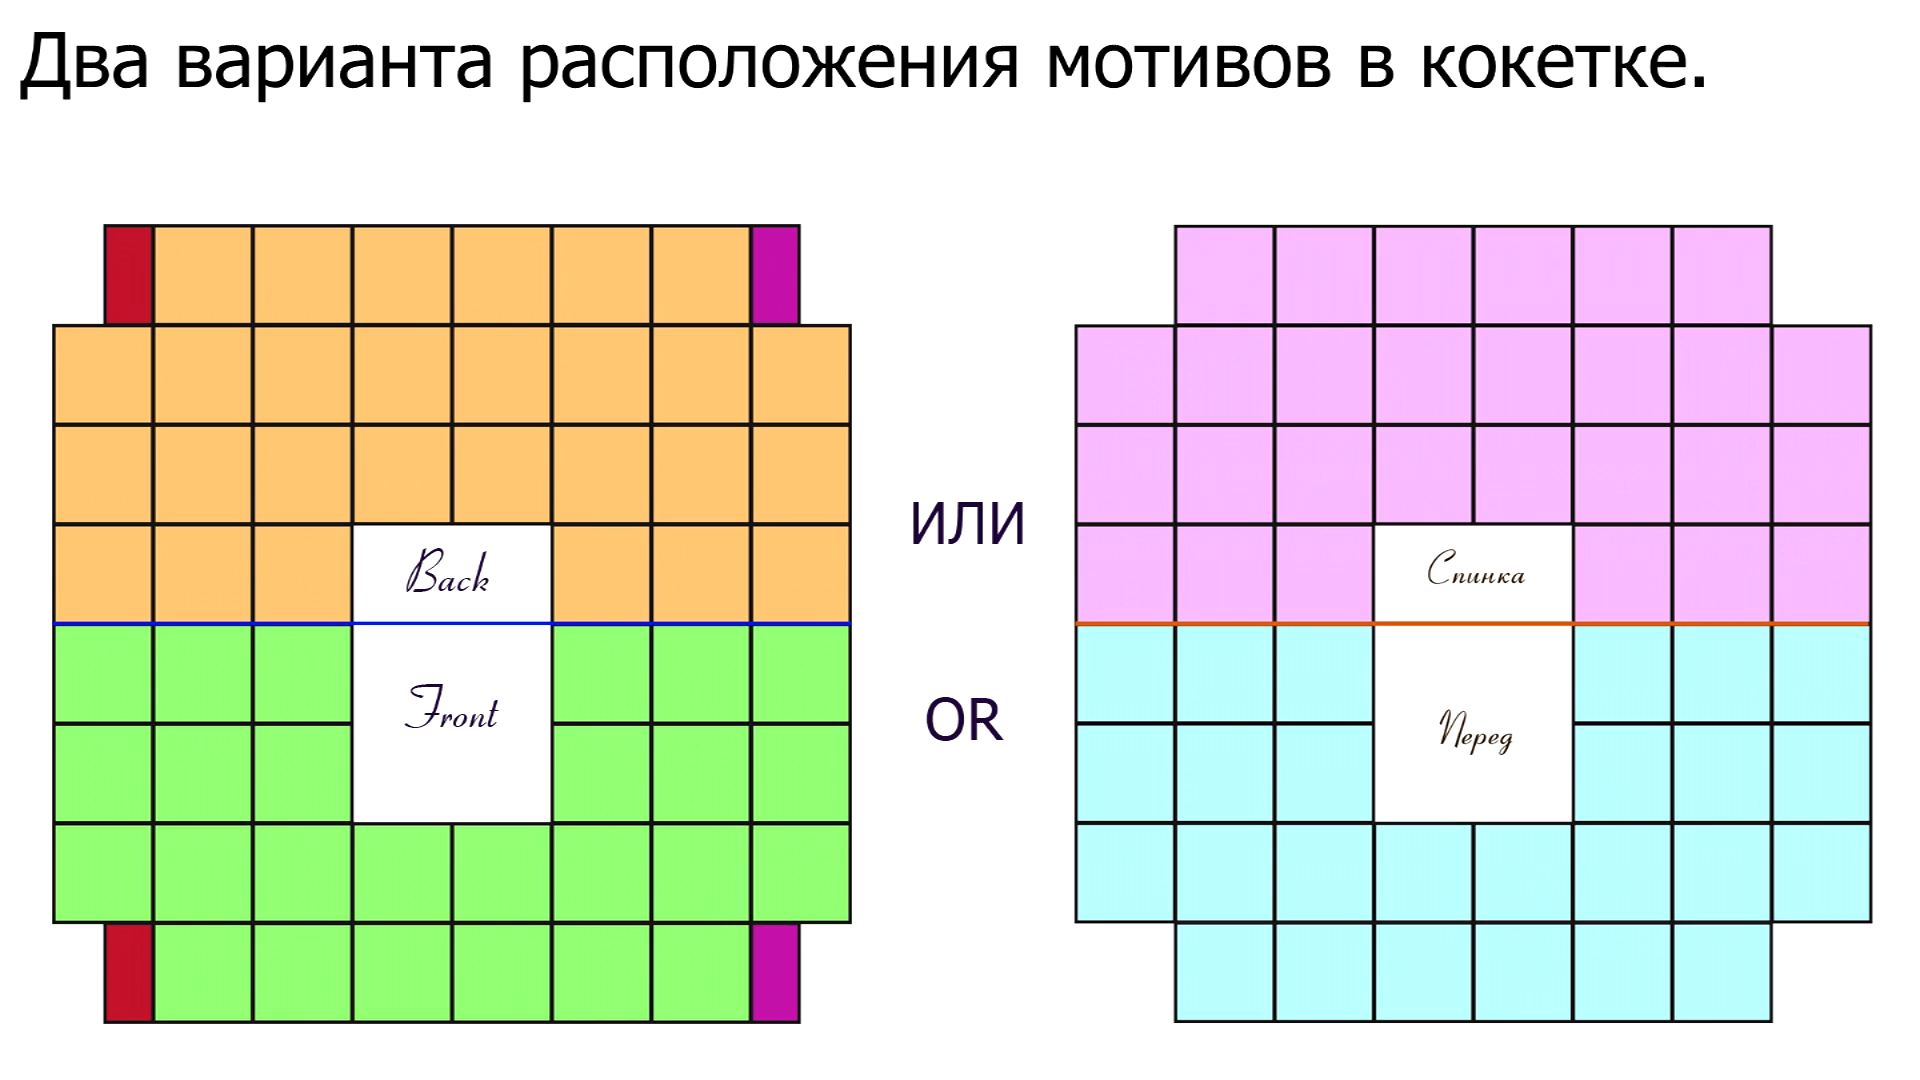 Два варианта расположения мотивов в кокетке.
Back
Front
ИЛИ
OR
Спинка
Перед